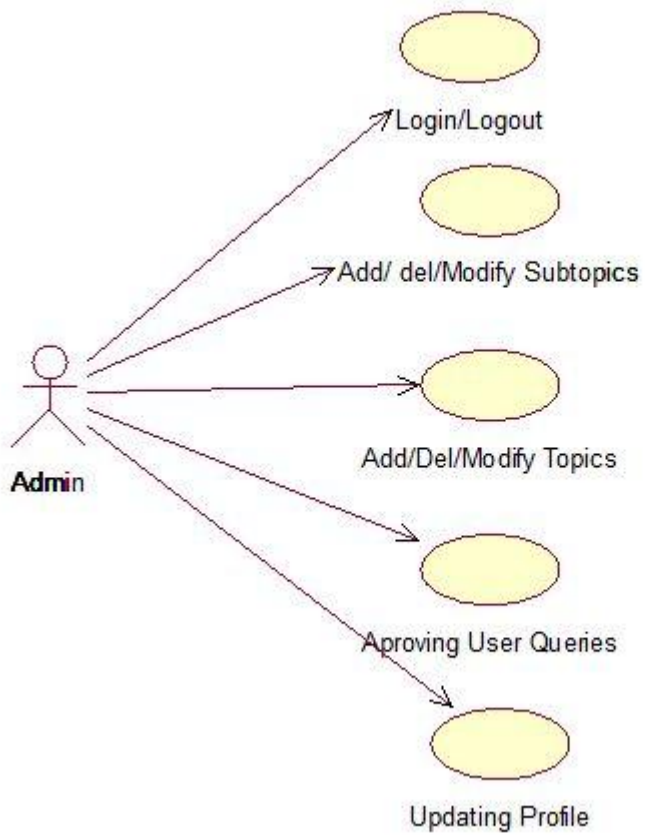 Login/Logout
Add/ del/Modify Subtopics
Add/Del/Modify Topics
Admin
Aproving User Queries
Updating Profile